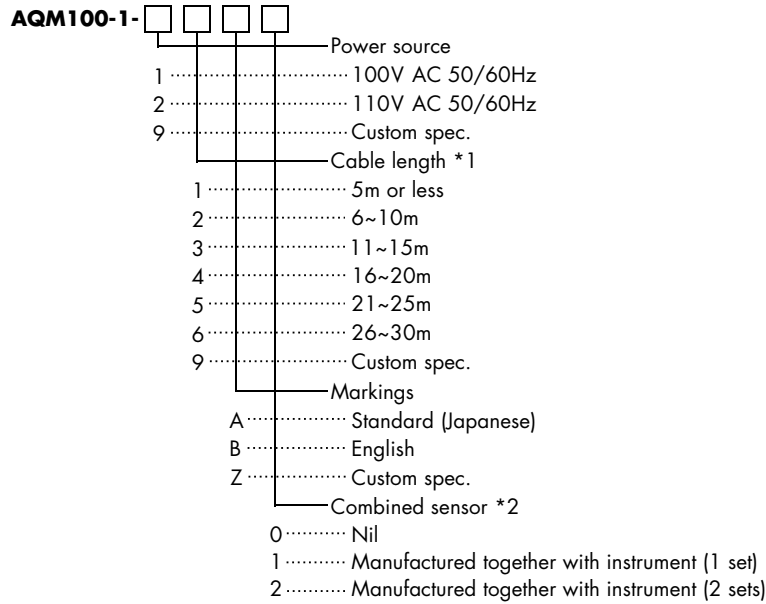 AQM100-1-□□□□
Power source
1 ··· 100V AC 50/60Hz
2 ··· 110V AC 50/60Hz
9 ··· Custom spec.
Cable length *1
1 ··· 5m or less
2 ··· 6~10m
3 ··· 11~15m
4 ··· 16~20m
5 ··· 21~25m
6 ··· 26~30m
9 ··· Custom spec.
Markings
A ··· Standard (Japanese)
B ··· English
Z ··· Custom spec.
Combined sensor *2
0 ··· Nil
1 ··· Manufactured together with instrument (1 set)
2 ··· Manufactured together with instrument (2 sets)